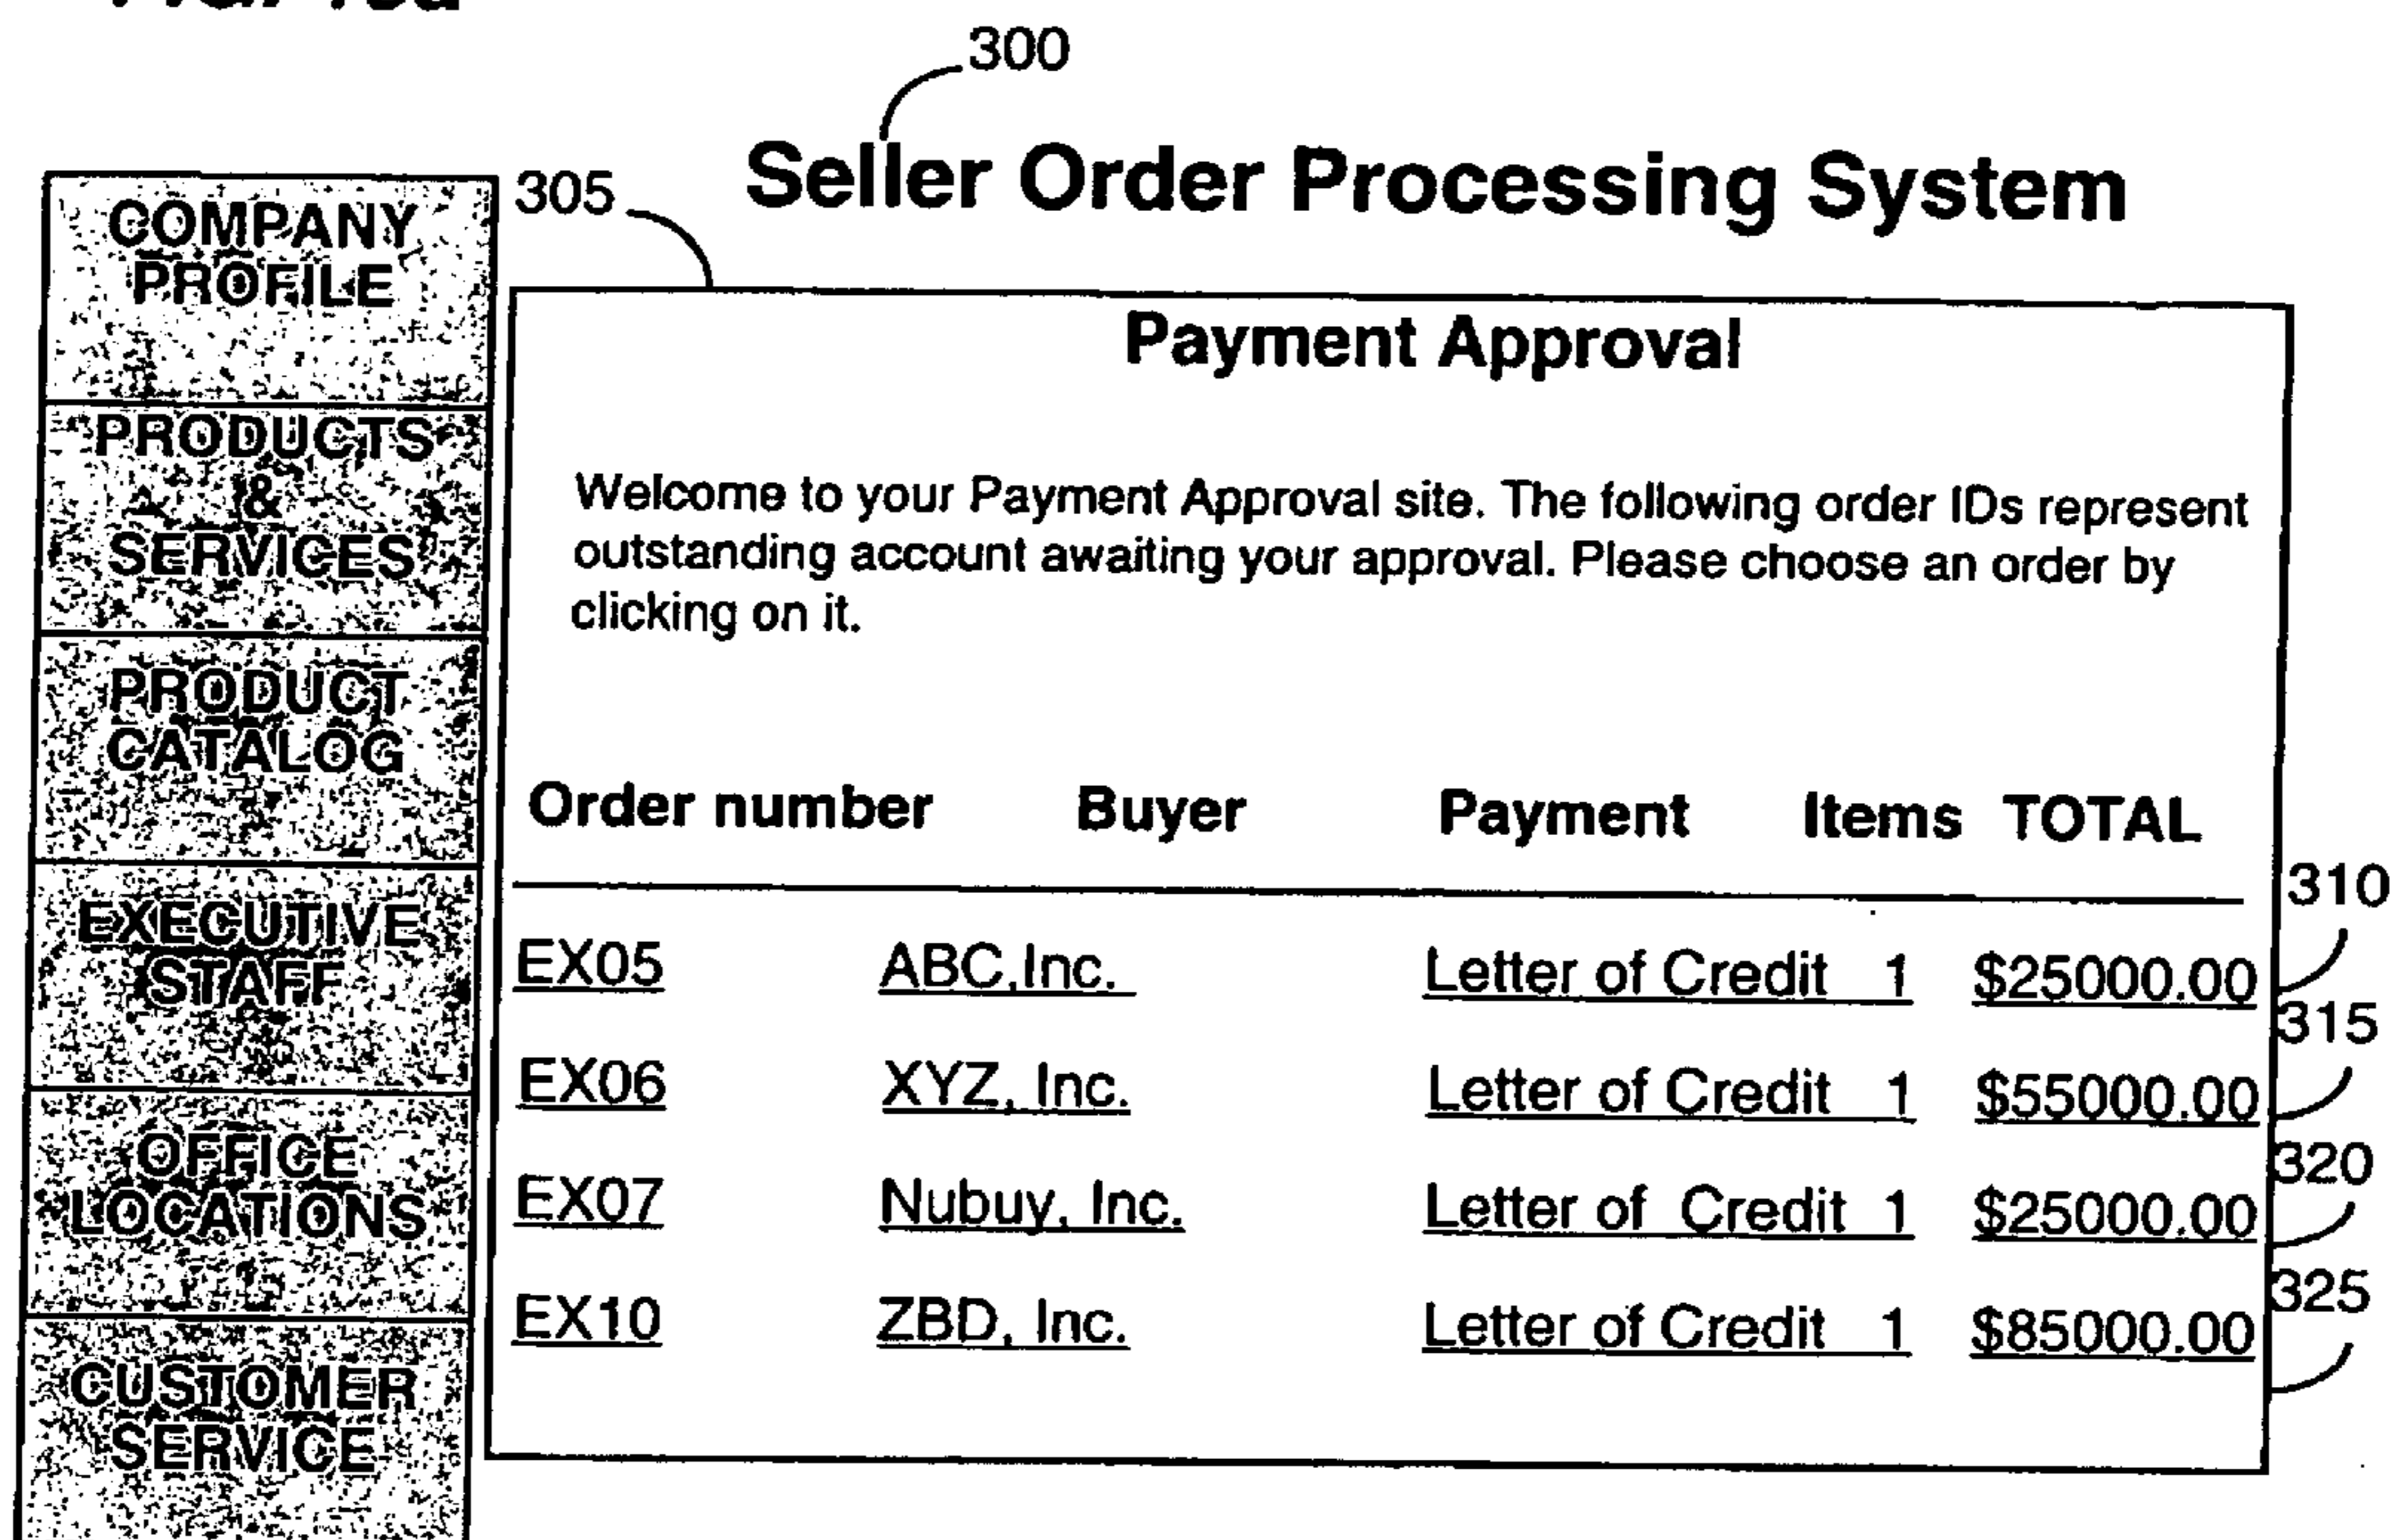 300
Seller Order Processing System
305
COMPANY
PROFILE
PRODUCTS
&
SERVICES
PRODUCT
CATALOG
EXECUTIVE
STAFF
OFFICE
LOCATIONS
CUSTOMER
SERVICE
Payment Approval
Welcome to your Payment Approval site. The following order IDs represent
outstanding account awaiting your approval. Please choose an order by
clicking on it.
Order number Buyer Payment Items TOTAL
310
EX05 ABC,Inc. Letter of Credit 1 $25000.00
315
EX06 XYZ, Inc. Letter of Credit 1 $55000.00
320
EX07 Nubuy, Inc. Letter of Credit 1 $25000.00
325
EX10 ZBD, Inc. Letter of Credit 1 $85000.00